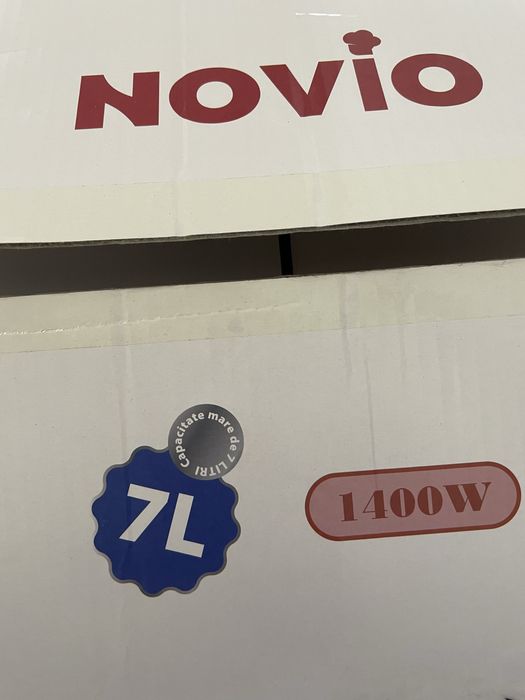 NOVIO
Capacitate mare de 7 LITRI
7L
1400W